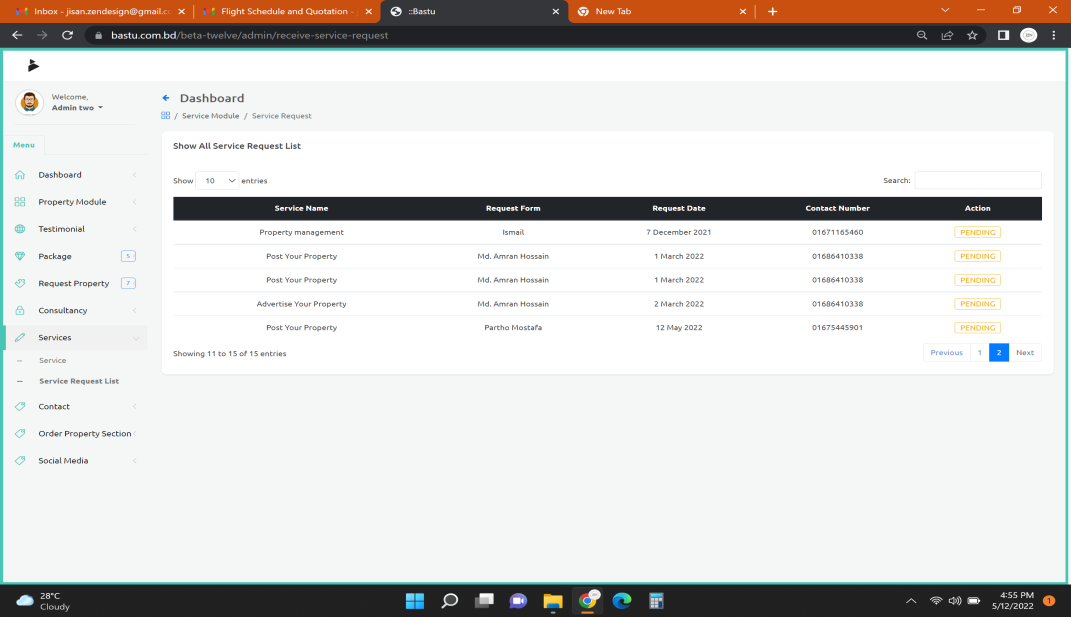 Inbox - jisan.zendesign@gmail.c
Flight Schedule and Quotation -
::Bastu
New Tab
bastu.com.bd/beta-twelve/admin/receive-service-request
Welcome,
Admin two
Menu
Dashboard
Property Module
Testimonial
Package 5
Request Property 7
Consultancy
Services
-- Service
-- Service Request List
Contact
Order Property Section
Social Media
Dashboard
/ Service Module / Service Request
Show All Service Request List
Show 10 entries
Search:
Service Name Request Form Request Date Contact Number Action
Property management Ismail 7 December 2021 01671165460 PENDING
Post Your Property Md. Amran Hossain 1 March 2022 01686410338 PENDING
Post Your Property Md. Amran Hossain 1 March 2022 01686410338 PENDING
Advertise Your Property Md. Amran Hossain 2 March 2022 01686410338 PENDING
Post Your Property Partho Mostafa 12 May 2022 01675445901 PENDING
Showing 11 to 15 of 15 entries
Previous 1 2 Next
28°C
Cloudy
4:55 PM
5/12/2022
1